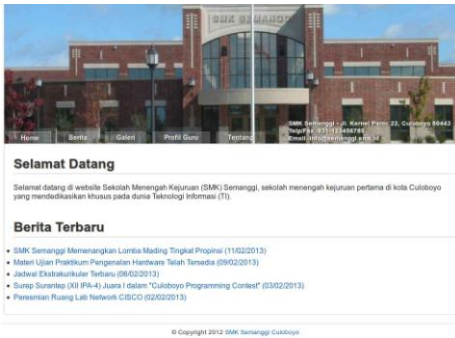 SMK SEMANGGI
SMK Semanggi - Jl. Kernel Panic 22, Culoboyo 60443
Telp/Fax. 031-123456785
Email. info@semanggi.smk.id
Home Berita Galeri Profil Guru Tentang
Selamat Datang
Selamat datang di website Sekolah Menengah Kejuruan (SMK) Semanggi, sekolah menengah kejuruan pertama di kota Culoboyo
yang mendedikasikan khusus pada dunia Teknologi Informasi (TI).
Berita Terbaru
SMK Semanggi Memenangkan Lomba Mading Tingkat Propinsi (11/02/2013)
Materi Ujian Praktikum Pengenalan Hardware Telah Tersedia (09/02/2013)
Jadwal Ekstrakurikuler Terbaru (06/02/2013)
Surep Surantep (XII IPA-4) Juara I dalam "Culoboyo Programming Contest" (03/02/2013)
Peresmian Ruang Lab Network CISCO (02/02/2013)
© Copyright 2012 SMK Semanggi Culoboyo